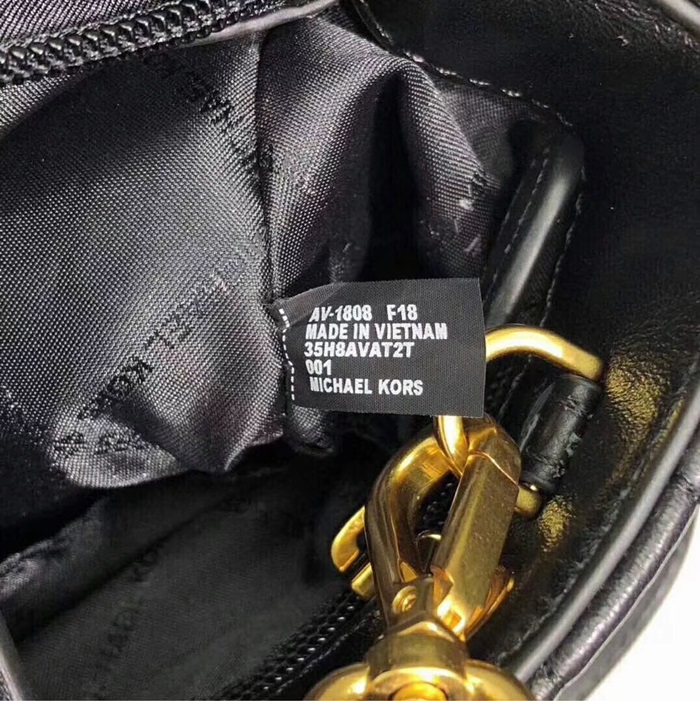 AV-1808 F18
MADE IN VIETNAM
35H8AVAT2T
001
MICHAEL KORS